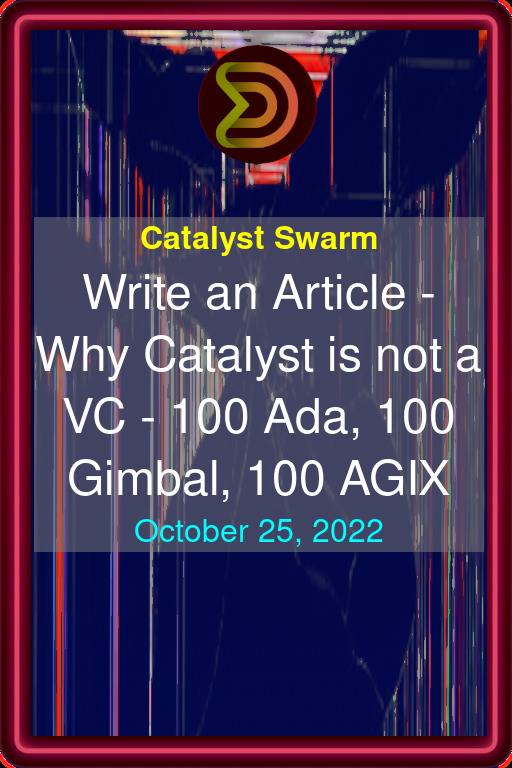 Catalyst Swarm
Write an Article -
Why Catalyst is not a
VC - 100 Ada, 100
Gimbal, 100 AGIX
October 25, 2022